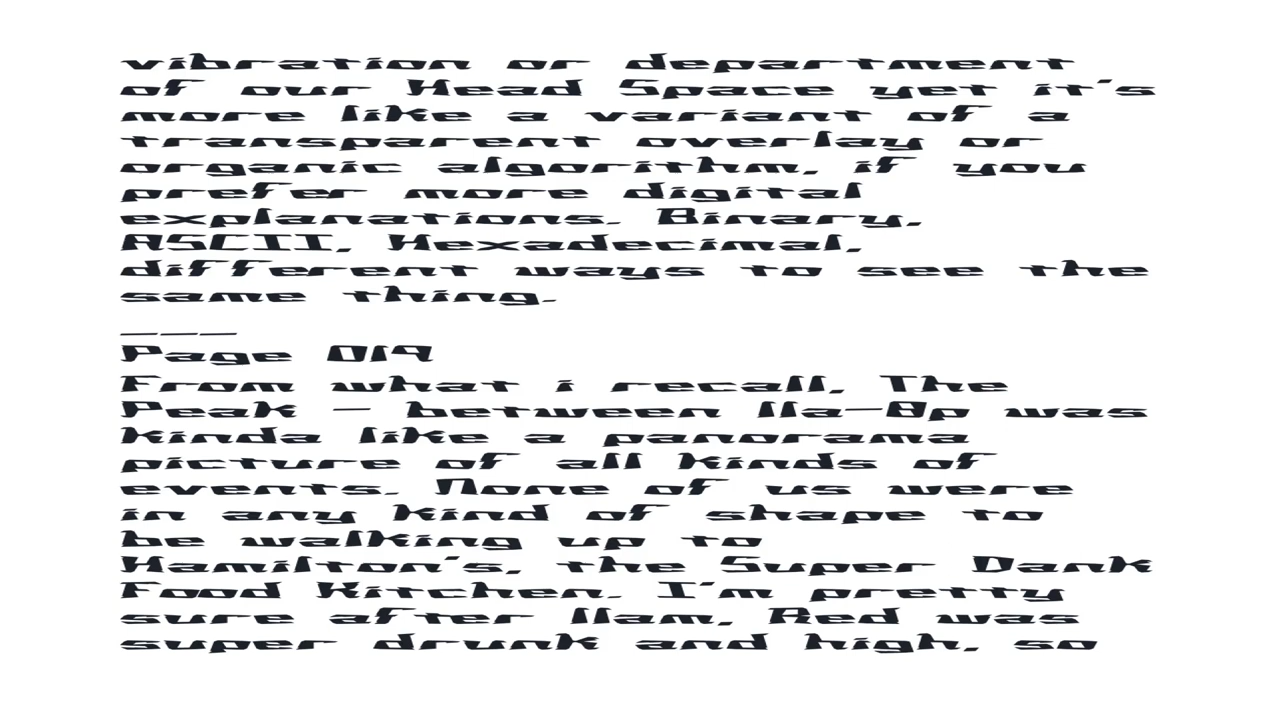 vibration or department
of our Head Space yet it's
more like a variant of a
transparent overlay or
organic algorithm, if you
prefer more digital
explanations. Binary,
ASCII, Hexadecimal,
different ways to see the
same thing.
___
Page 019
From what i recall, The
Peak - between 11a-8p was
kinda like a panorama
picture of all kinds of
events. None of us were
in any kind of shape to
be walking up to
Hamilton's, the Super Dank
Food Kitchen. I'm pretty
sure after 11am, Red was
super drunk and high, so